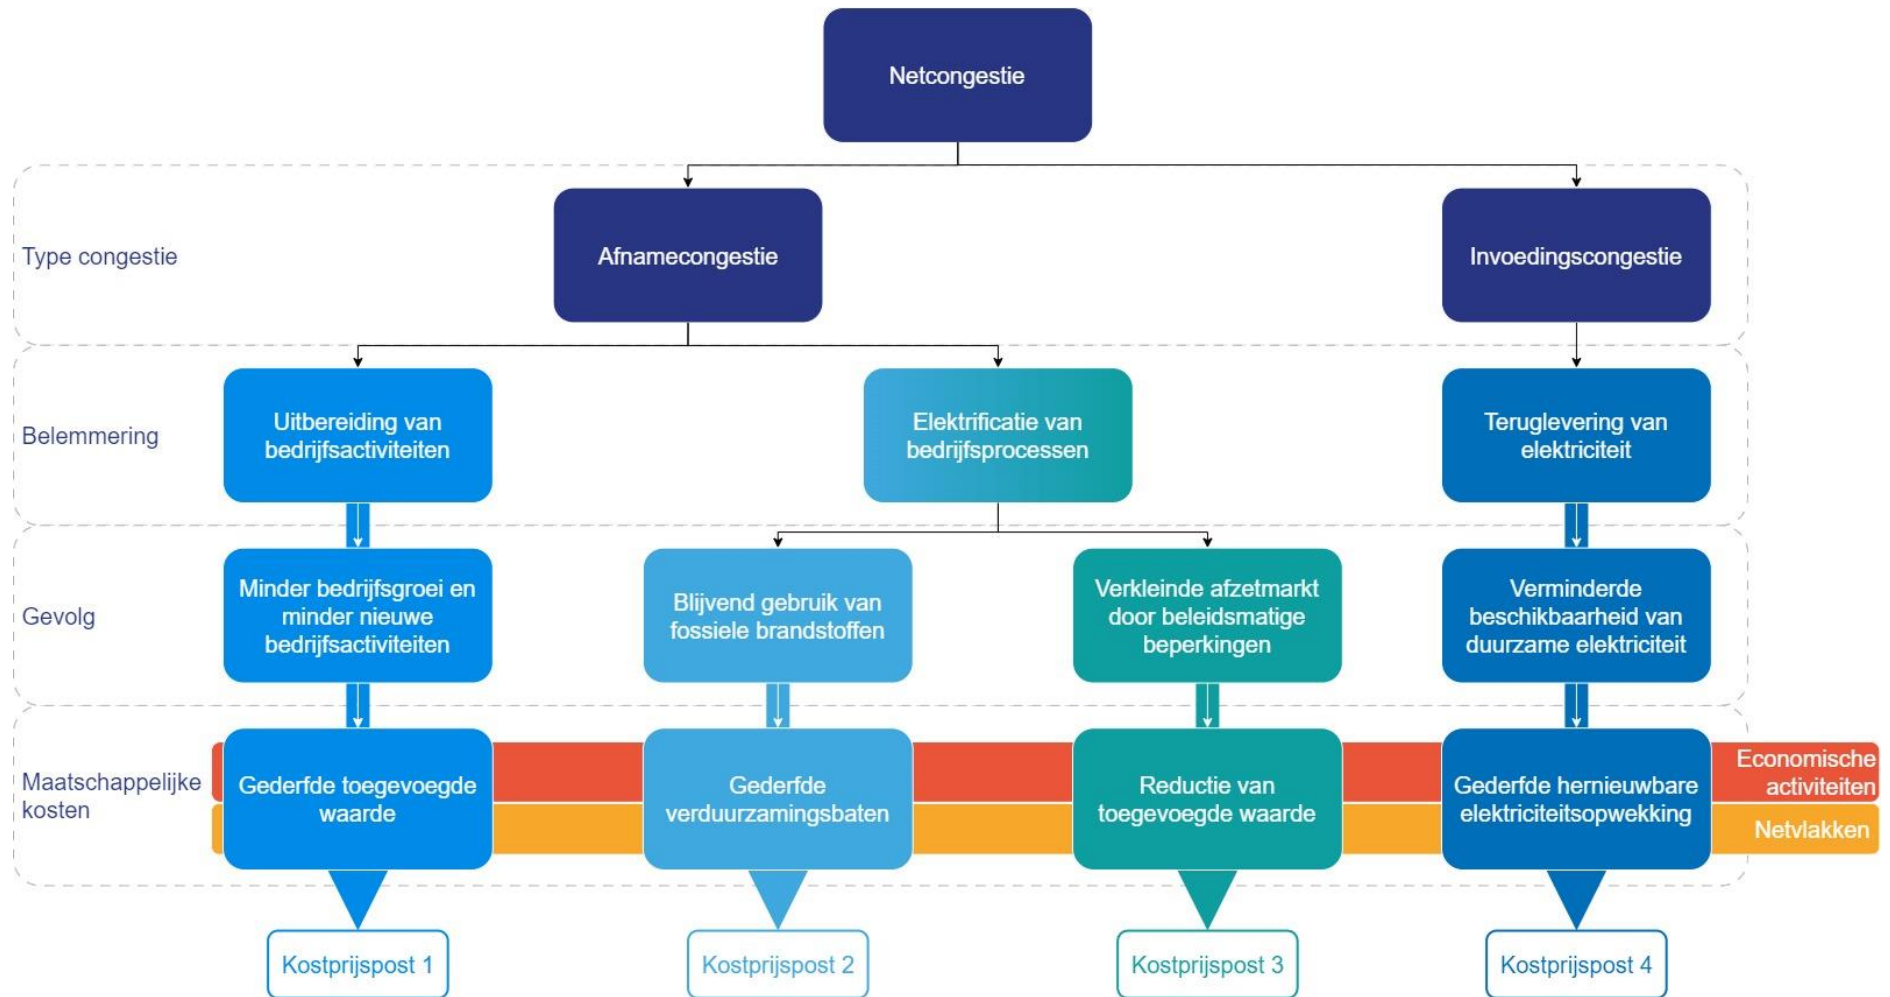 Netcongestie
Type congestie
Afnamecongestie
Invoedingscongestie
Belemmering
Uitbereiding van
bedrijfsactiviteiten
Elektrificatie van
bedrijfsprocessen
Teruglevering van
elektriciteit
Gevolg
Minder bedrijfsgroei en
minder nieuwe
bedrijfsactiviteiten
Blijvend gebruik van
fossiele brandstoffen
Verkleinde afzetmarkt
door beleidsmatige
beperkingen
Verminderde
beschikbaarheid van
duurzame elektriciteit
Maatschappelijke
kosten
Gederfde toegevoegde
waarde
Gederfde
verduurzamingsbaten
Reductie van
toegevoegde waarde
Gederfde hernieuwbare
elektriciteitsopwekking
Economische
activiteiten
Netvlakken
Kostprijspost 1
Kostprijspost 2
Kostprijspost 3
Kostprijspost 4